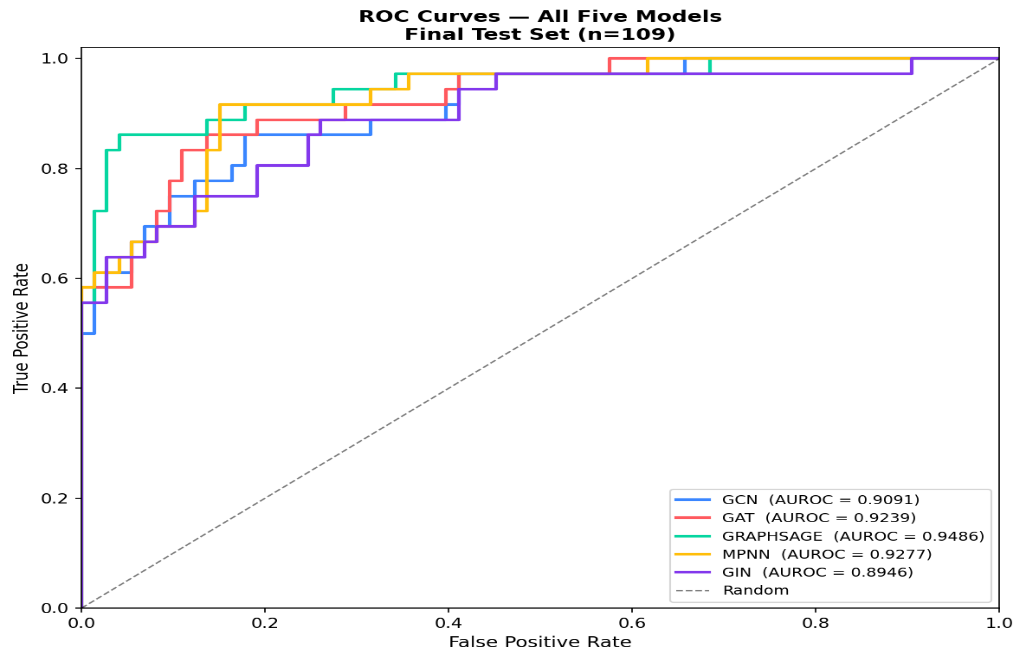 ROC Curves — All Five Models
Final Test Set (n=109)
1.0
0.8
0.6
0.4
0.2
0.0
True Positive Rate
0.0 0.2 0.4 0.6 0.8 1.0
False Positive Rate
GCN (AUROC = 0.9091)
GAT (AUROC = 0.9239)
GRAPHSAGE (AUROC = 0.9486)
MPNN (AUROC = 0.9277)
GIN (AUROC = 0.8946)
Random